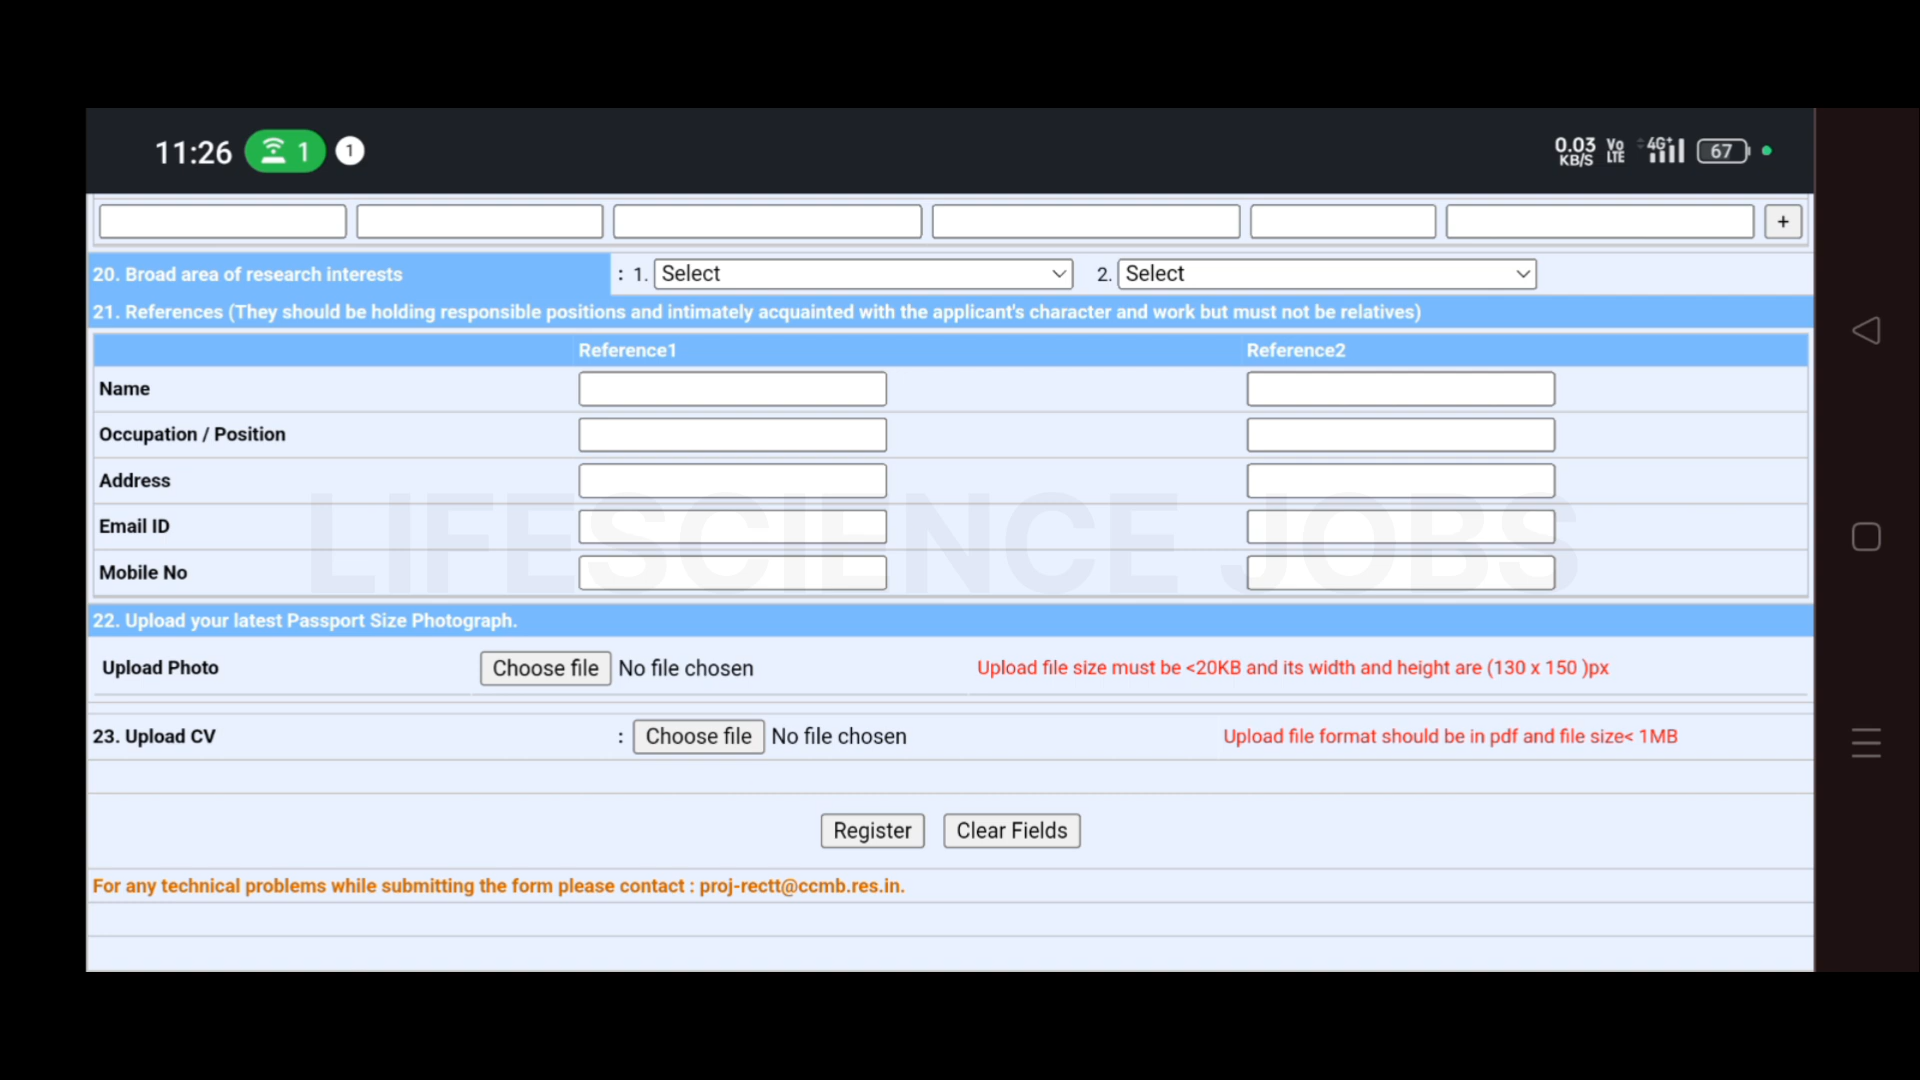 11:26 1 1 0.03 KB/S Vo LTE 4G+ 67
+
20. Broad area of research interests : 1. Select 2. Select
21. References (They should be holding responsible positions and intimately acquainted with the applicant's character and work but must not be relatives)
Reference1 Reference2
Name
Occupation / Position
Address
Email ID
LIFESCIENCE JOBS
Mobile No
22. Upload your latest Passport Size Photograph.
Upload Photo Choose file No file chosen Upload file size must be <20KB and its width and height are (130 x 150 )px
23. Upload CV : Choose file No file chosen Upload file format should be in pdf and file size< 1MB
Register Clear Fields
For any technical problems while submitting the form please contact : proj-rectt@ccmb.res.in.